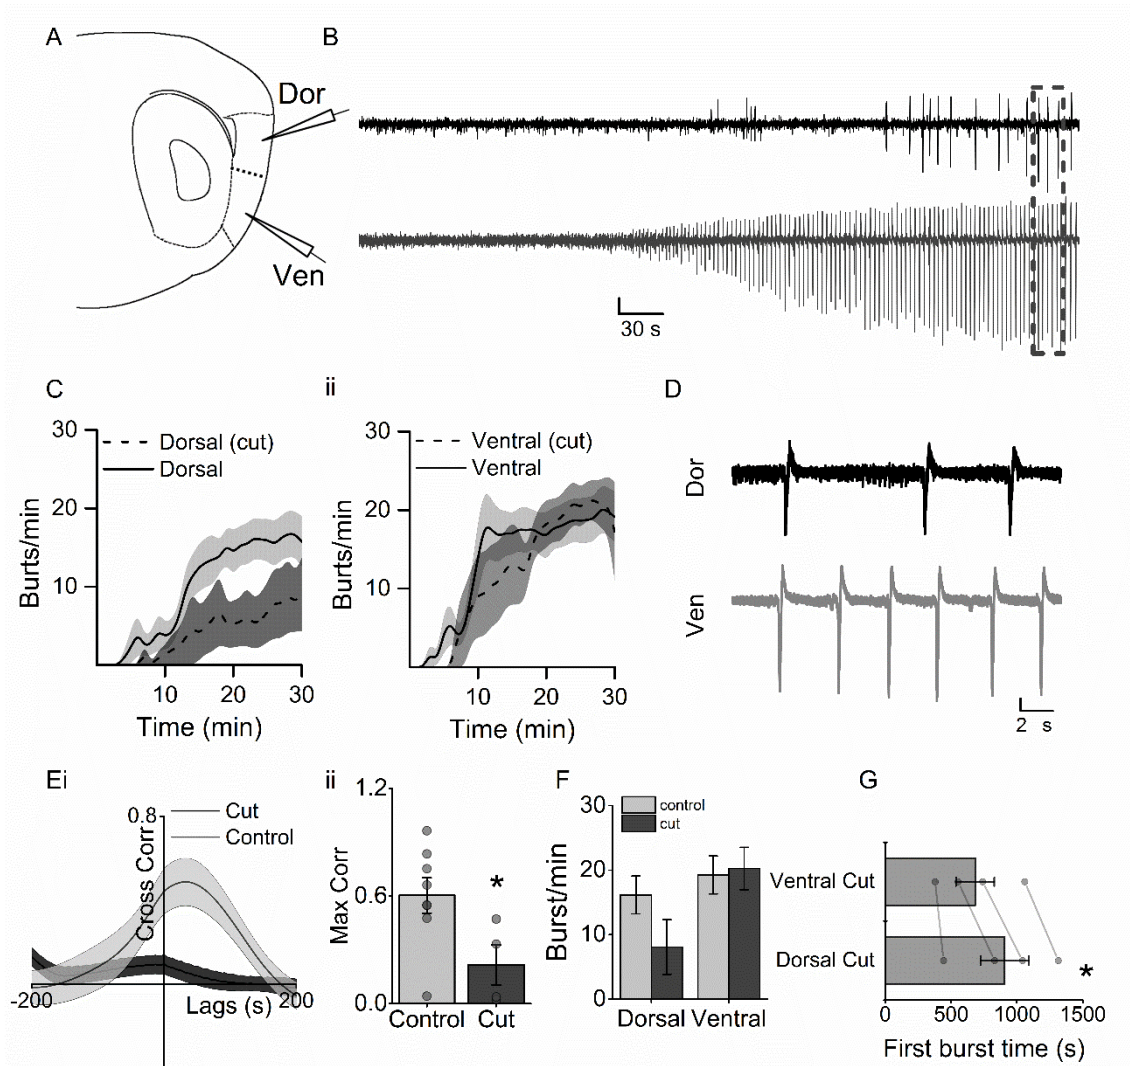 A
B
Dor
Ven
30 s
C
ii
D
30
20
10
Burts/min
Dorsal (cut)
Dorsal
10
20
30
Time (min)
30
20
10
Burts/min
Ventral (cut)
Ventral
10
20
30
Time (min)
Dor
Ven
2 s
Ei
ii
F
G
0.8
Cross Corr
Cut
Control
-200
200
Lags (s)
1.2
0.6
0.0
Max Corr
*
Control
Cut
30
20
10
0
Burst/min
control
cut
Dorsal
Ventral
Ventral Cut
Dorsal Cut
*
0
500
1000
1500
First burst time (s)